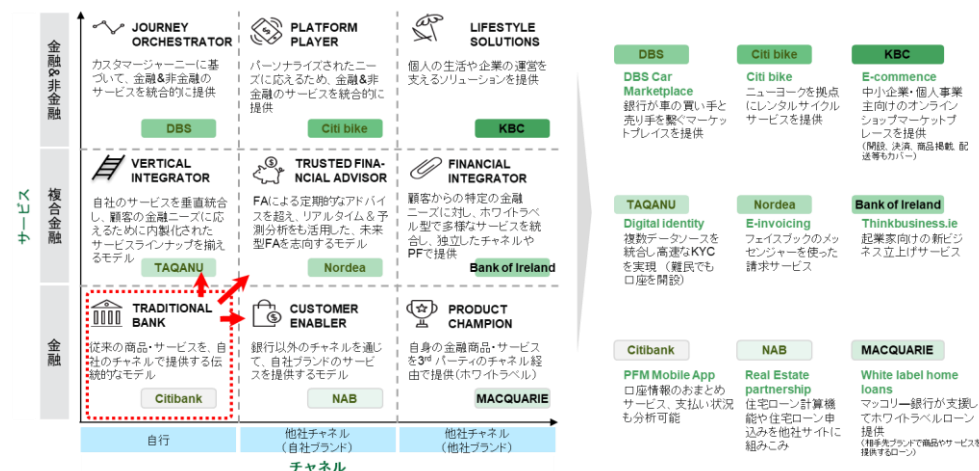 サービス
金融&非金融
複合金融
金融
JOURNEY
ORCHESTRATOR
カスタマージャーニーに基
づいて、金融&非金融の
サービスを統合的に提供
DBS
PLATFORM
PLAYER
パーソナライズされたニー
ズに応えるため、金融&非
金融のサービスを統合的に
提供
Citi bike
LIFESTYLE
SOLUTIONS
個人の生活や企業の運営を
支えるソリューションを提供
KBC
VERTICAL
INTEGRATOR
自社のサービスを垂直統合
し、顧客の金融ニーズに応
えるために内製化された
サービスラインナップを揃え
るモデル
TAQANU
TRUSTED FINA-
NCIAL ADVISOR
FAによる定期的なアドバイ
スを超え、リアルタイム&予
測分析をも活用した、未来
型FAを志向するモデル
Nordea
FINANCIAL
INTEGRATOR
顧客からの特定の金融
ニーズに対し、ホワイトラベ
ル型で多様なサービスを統
合し、独立したチャネルや
PFで提供
Bank of Ireland
TRADITIONAL
BANK
従来の商品・サービスを、自
社のチャネルで提供する伝
統的なモデル
Citibank
CUSTOMER
ENABLER
銀行以外のチャネルを通じ
て、自社ブランドのサービ
スを提供するモデル
NAB
PRODUCT
CHAMPION
自身の金融商品・サービス
を3rd パーティのチャネル経
由で提供(ホワイトラベル)
MACQUARIE
自行
他社チャネル
(自社ブランド)
他社チャネル
(他社ブランド)
チャネル
DBS
DBS Car
Marketplace
銀行が車の買い手と
売り手を繋ぐマーケッ
トプレイスを提供
Citi bike
Citi bike
ニューヨークを拠点
にレンタルサイクル
サービスを提供
KBC
E-commence
中小企業・個人事業
主向けのオンライン
ショップマーケットプ
レースを提供
(開設、決済、商品掲載、配
送等もカバー)
TAQANU
Digital identity
複数データソースを
統合し高速なKYC
を実現 (難民でも
口座を開設)
Nordea
E-invoicing
フェイスブックのメッ
センジャーを使った
請求サービス
Bank of Ireland
Thinkbusiness.ie
起業家向けの新ビジ
ネス立上げサービス
Citibank
PFM Mobile App
口座情報のおまとめ
サービス、支払い状況
も分析可能
NAB
Real Estate
partnership
住宅ローン計算機
能や住宅ローン申
込みを他社サイトに
組みこみ
MACQUARIE
White label home
loans
マッコリー銀行が支援し
てホワイトラベルローン
提供
(相手先ブランドで商品やサービスを
提供するローン)